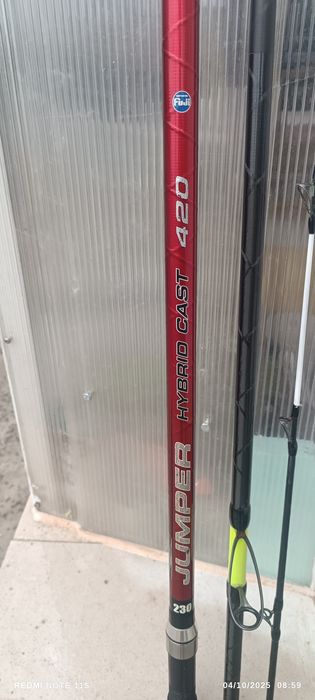 Fuji
JUMPER HYBRID CAST 420
230
REDMI NOTE 11S
04/10/2025 08:59